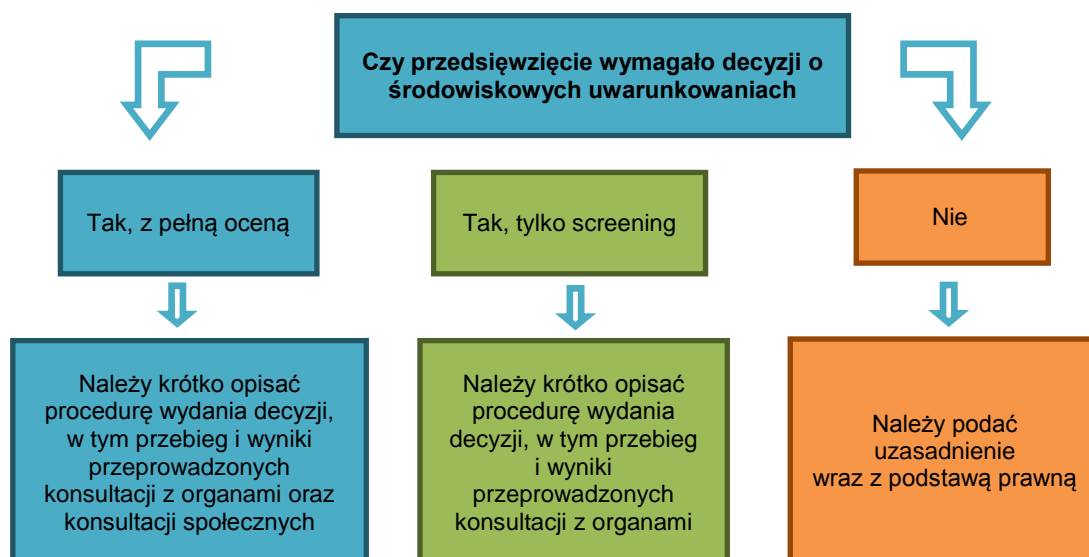 Czy przedsięwzięcie wymagało decyzji o
środowiskowych uwarunkowaniach
Tak, z pełną oceną
Tak, tylko screening
Nie
Należy krótko opisać
procedurę wydania decyzji,
w tym przebieg i wyniki
przeprowadzonych
konsultacji z organami oraz
konsultacji społecznych
Należy krótko opisać
procedurę wydania
decyzji, w tym przebieg
i wyniki
przeprowadzonych
konsultacji z organami
Należy podać
uzasadnienie
wraz z podstawą prawną